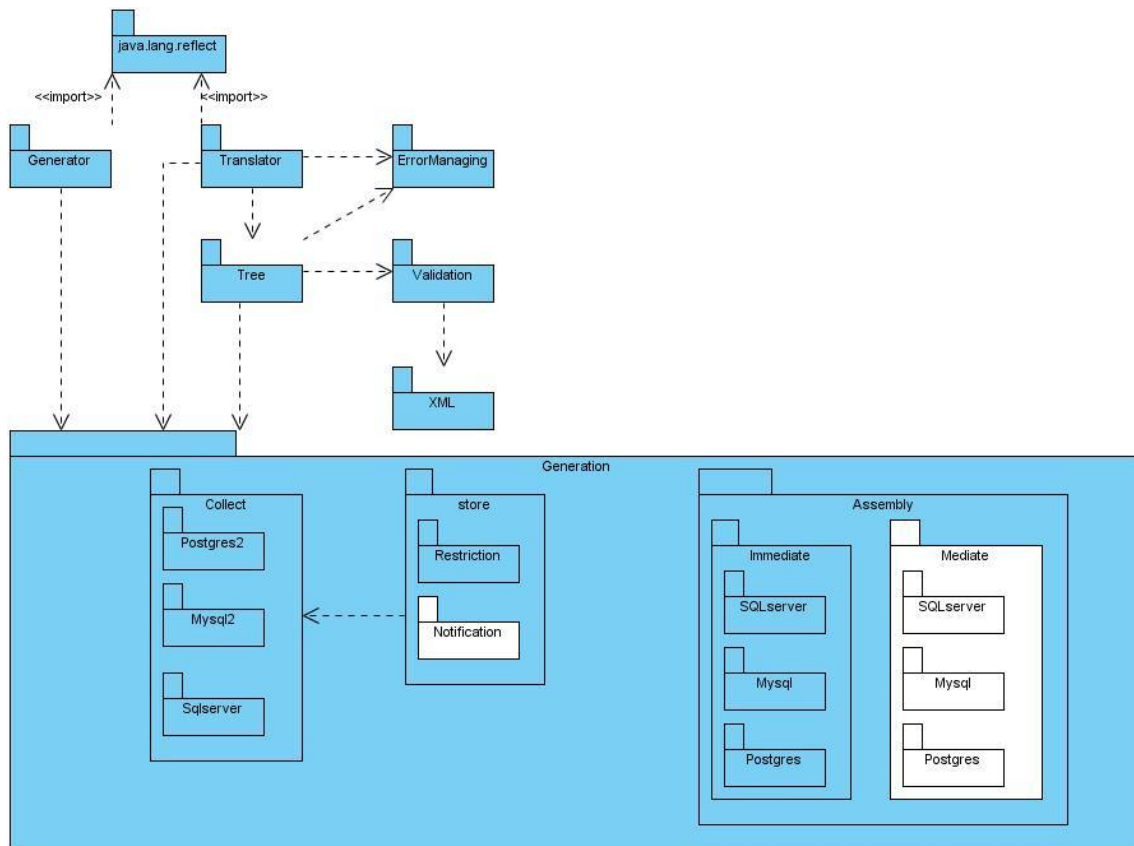 java.lang.reflect
<<import>>
<<import>>
Generator
Translator
ErrorManaging
Tree
Validation
XML
Generation
Collect
Postgres2
Mysql2
Sqlserver
store
Restriction
Notification
Assembly
Immediate
SQLserver
Mysql
Postgres
Mediate
SQLserver
Mysql
Postgres